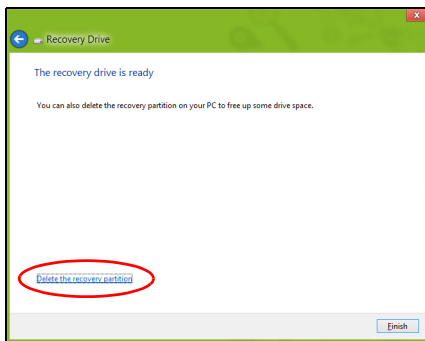 Recovery Drive
The recovery drive is ready
You can also delete the recovery partition on your PC to free up some drive space.
Delete the recovery partition
Finish